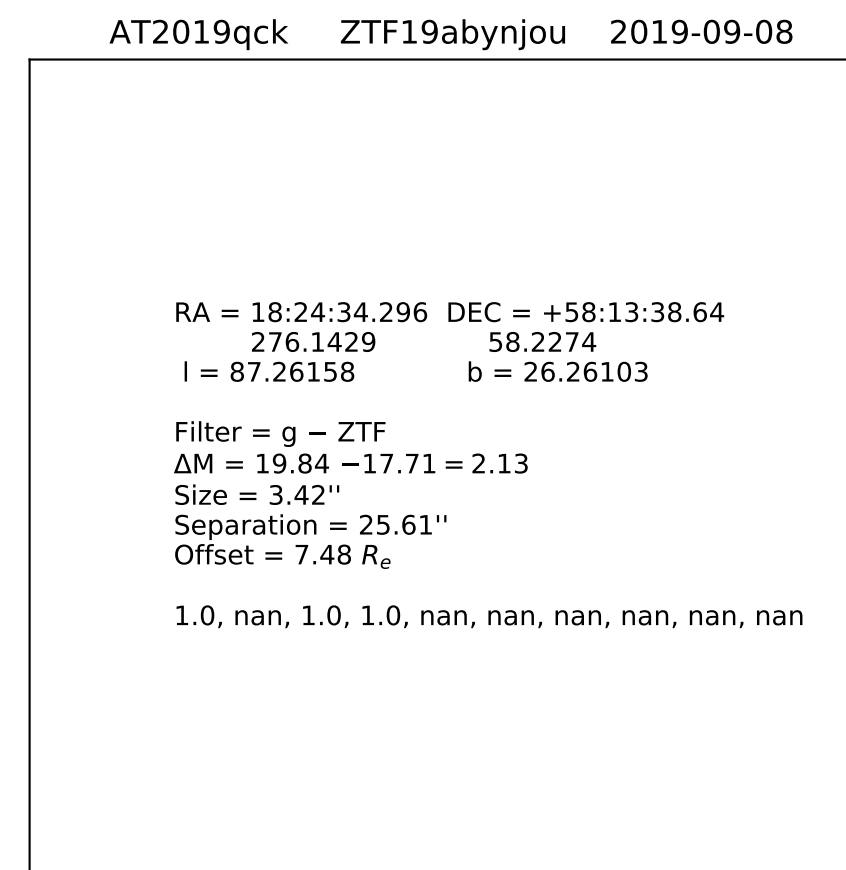 AT2019qck ZTF19abynjou 2019-09-08
RA = 18:24:34.296 DEC = +58:13:38.64
276.1429 58.2274
l = 87.26158 b = 26.26103
Filter = g − ZTF
ΔM = 19.84 −17.71 = 2.13
Size = 3.42''
Separation = 25.61''
Offset = 7.48 Re
1.0, nan, 1.0, 1.0, nan, nan, nan, nan, nan, nan